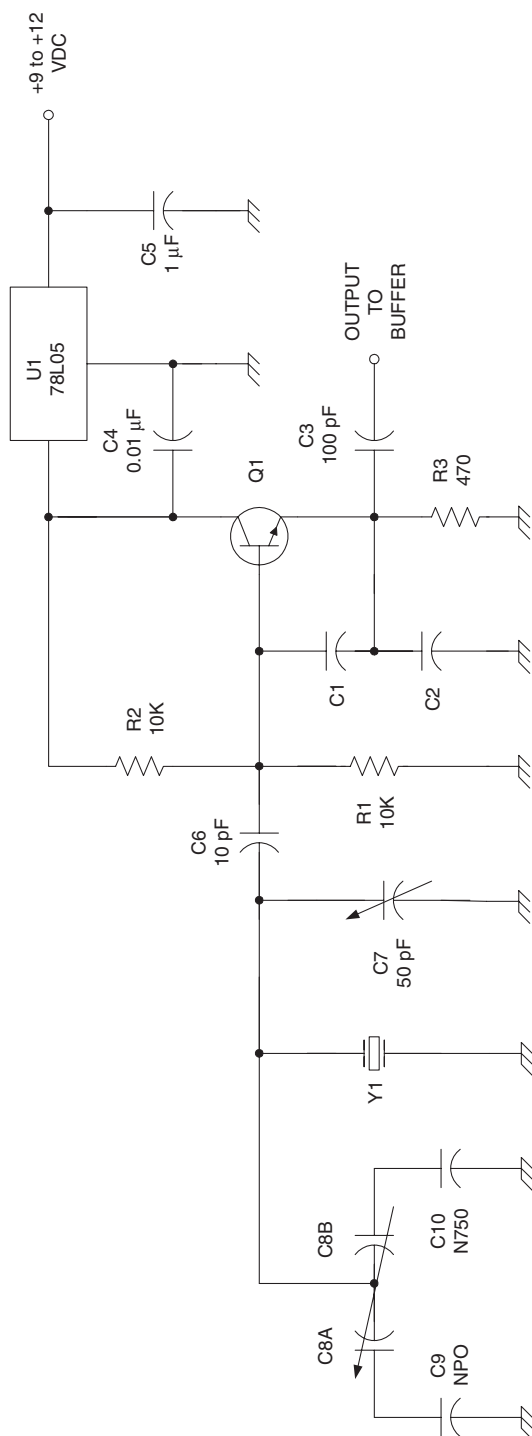 +9 to +12
VDC
C5
1 μF
U1
78L05
C4
0.01 μF
Q1
OUTPUT
TO
BUFFER
C3
100 pF
R3
470
R2
10K
C1
C2
C6
10 pF
R1
10K
C7
50 pF
Y1
C8A
C8B
C9
NPO
C10
N750